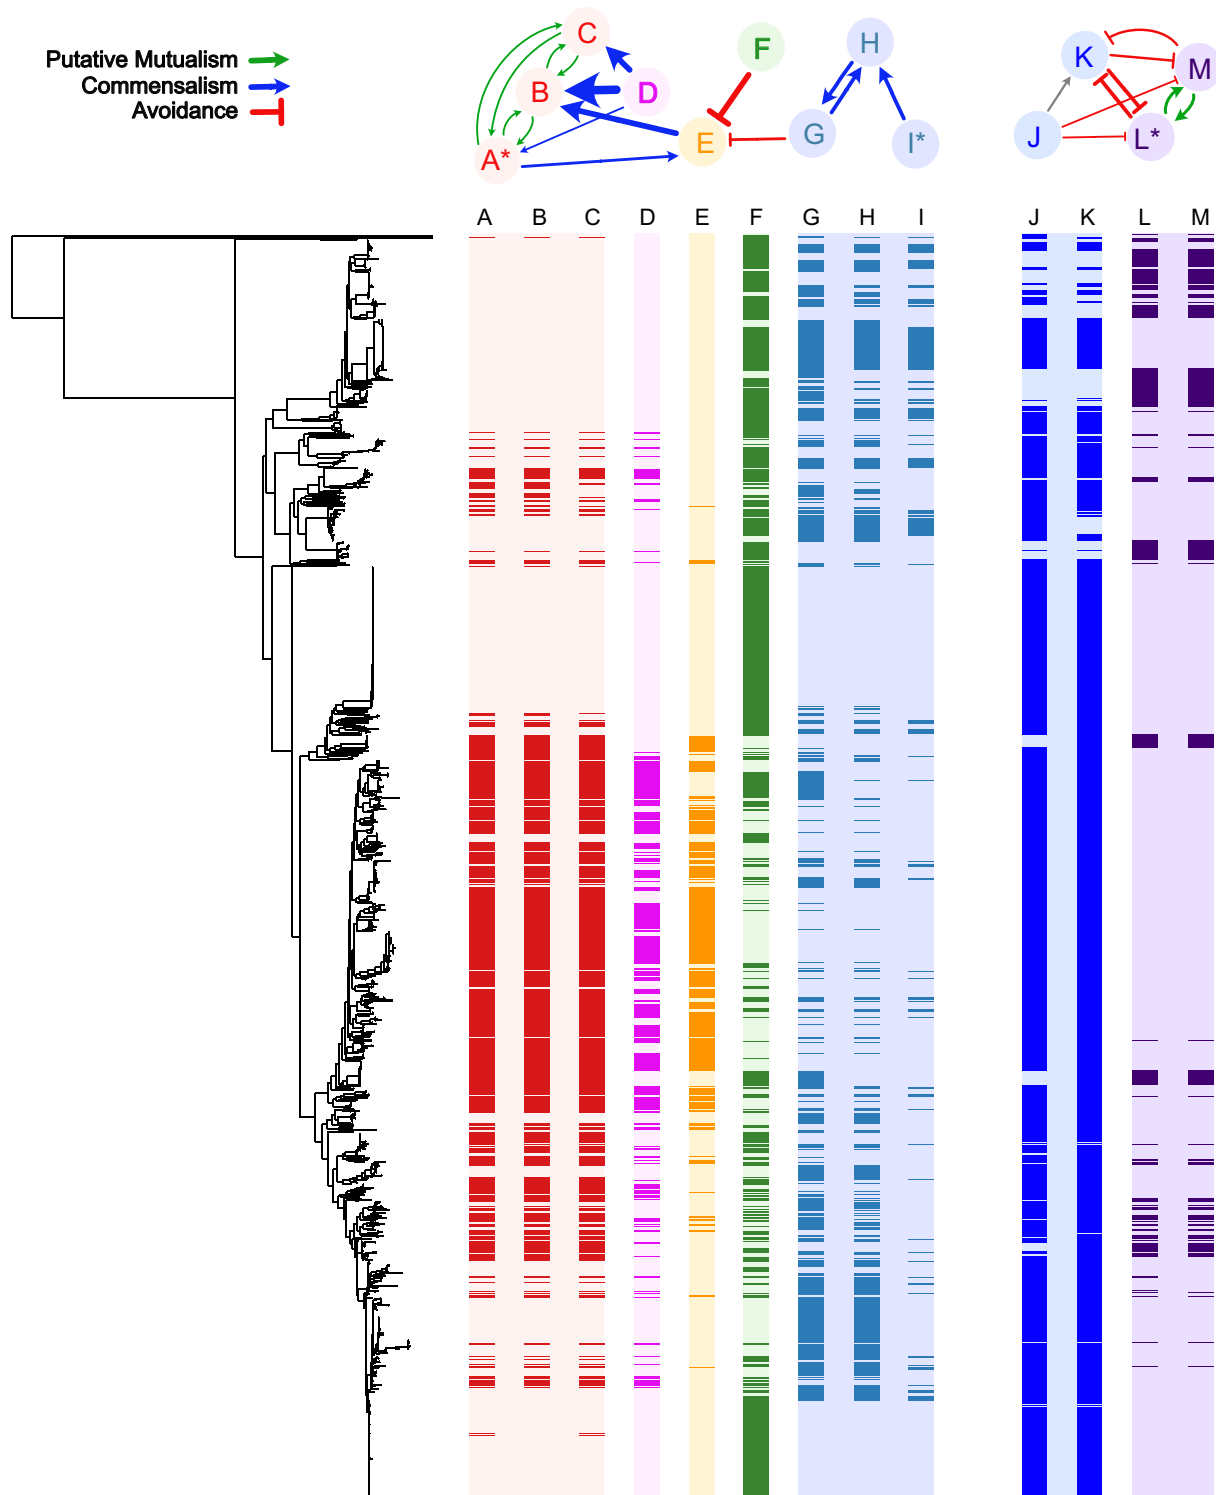 Putative Mutualism
Commensalism
Avoidance
C
B
D
A*
E
F
H
G
I*
K
M
J
L*
A B C D E F G H I J K L M